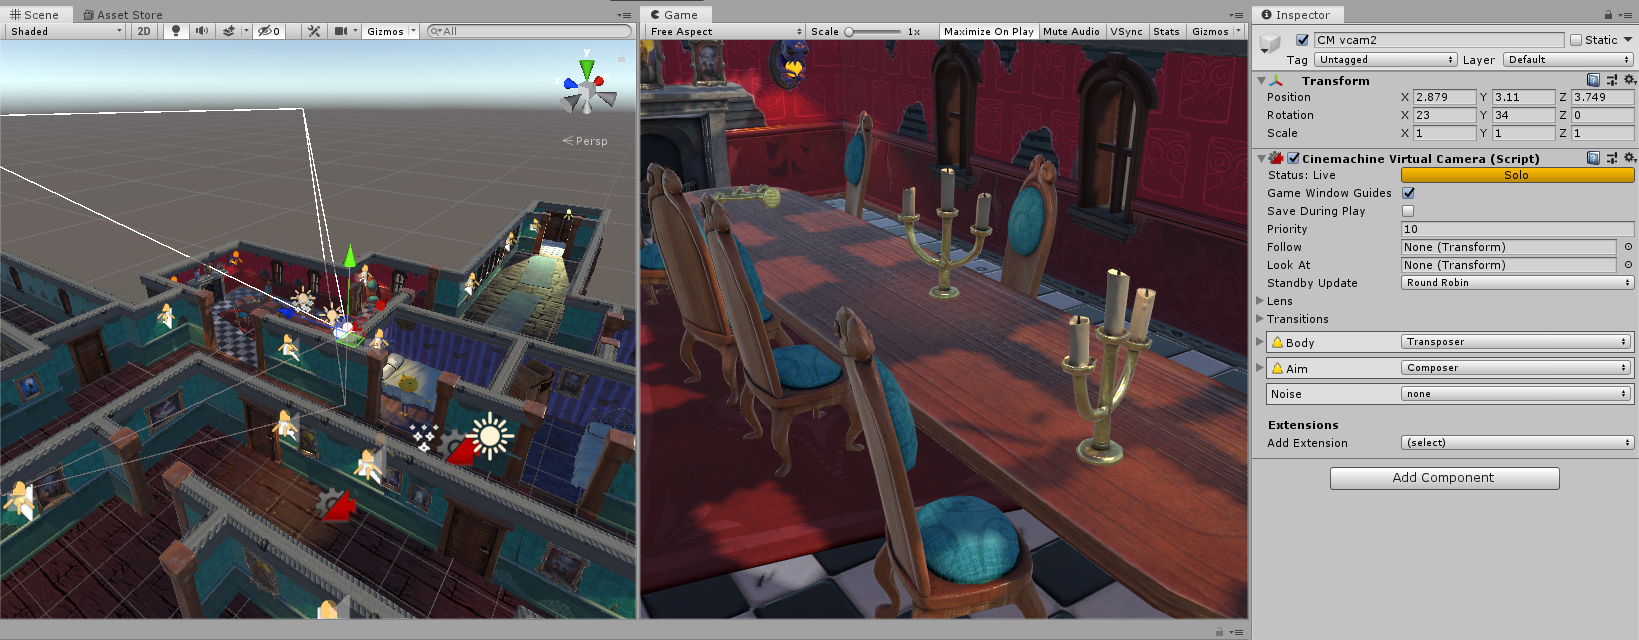 Scene Asset Store
Shaded 2D 0 Gizmos All
y
z
Persp
Game
Free Aspect Scale 1x Maximize On Play Mute Audio VSync Stats Gizmos
Inspector
CM vcam2 Static
Tag Untagged Layer Default
Transform
Position X 2.879 Y 3.11 Z 3.749
Rotation X 23 Y 34 Z 0
Scale X 1 Y 1 Z 1
Cinemachine Virtual Camera (Script)
Status: Live Solo
Game Window Guides
Save During Play
Priority 10
Follow None (Transform)
Look At None (Transform)
Standby Update Round Robin
Lens
Transitions
Body Transposer
Aim Composer
Noise none
Extensions
Add Extension (select)
Add Component